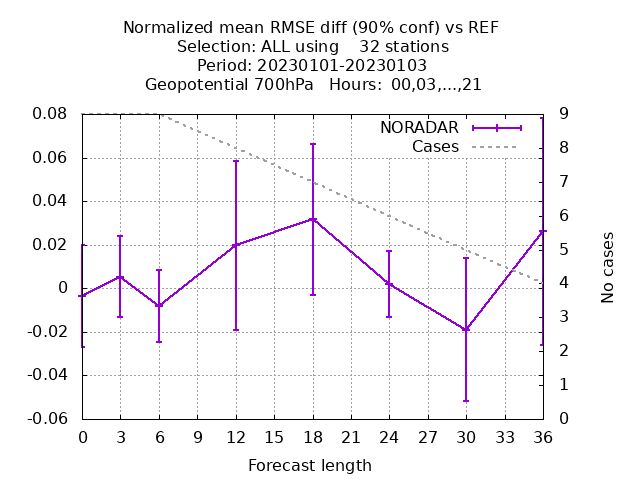 Normalized mean RMSE diff (90% conf) vs REF
Selection: ALL using    32 stations
Period: 20230101-20230103
Geopotential 700hPa   Hours:  00,03,...,21
0.08
0.06
0.04
0.02
0
-0.02
-0.04
-0.06
NORADAR
Cases
9
8
7
6
5
4
3
2
1
0
No cases
0 3 6 9 12 15 18 21 24 27 30 33 36
Forecast length